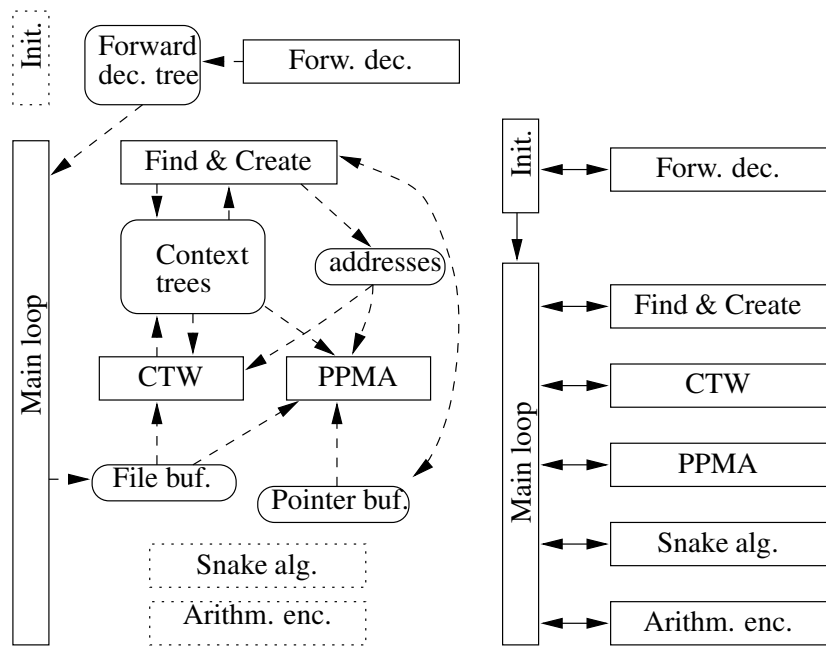 Init.
Forward
dec. tree
Forw. dec.
Main loop
Find & Create
Context
trees
addresses
CTW
PPMA
File buf.
Pointer buf.
Snake alg.
Arithm. enc.
Init.
Forw. dec.
Main loop
Find & Create
CTW
PPMA
Snake alg.
Arithm. enc.